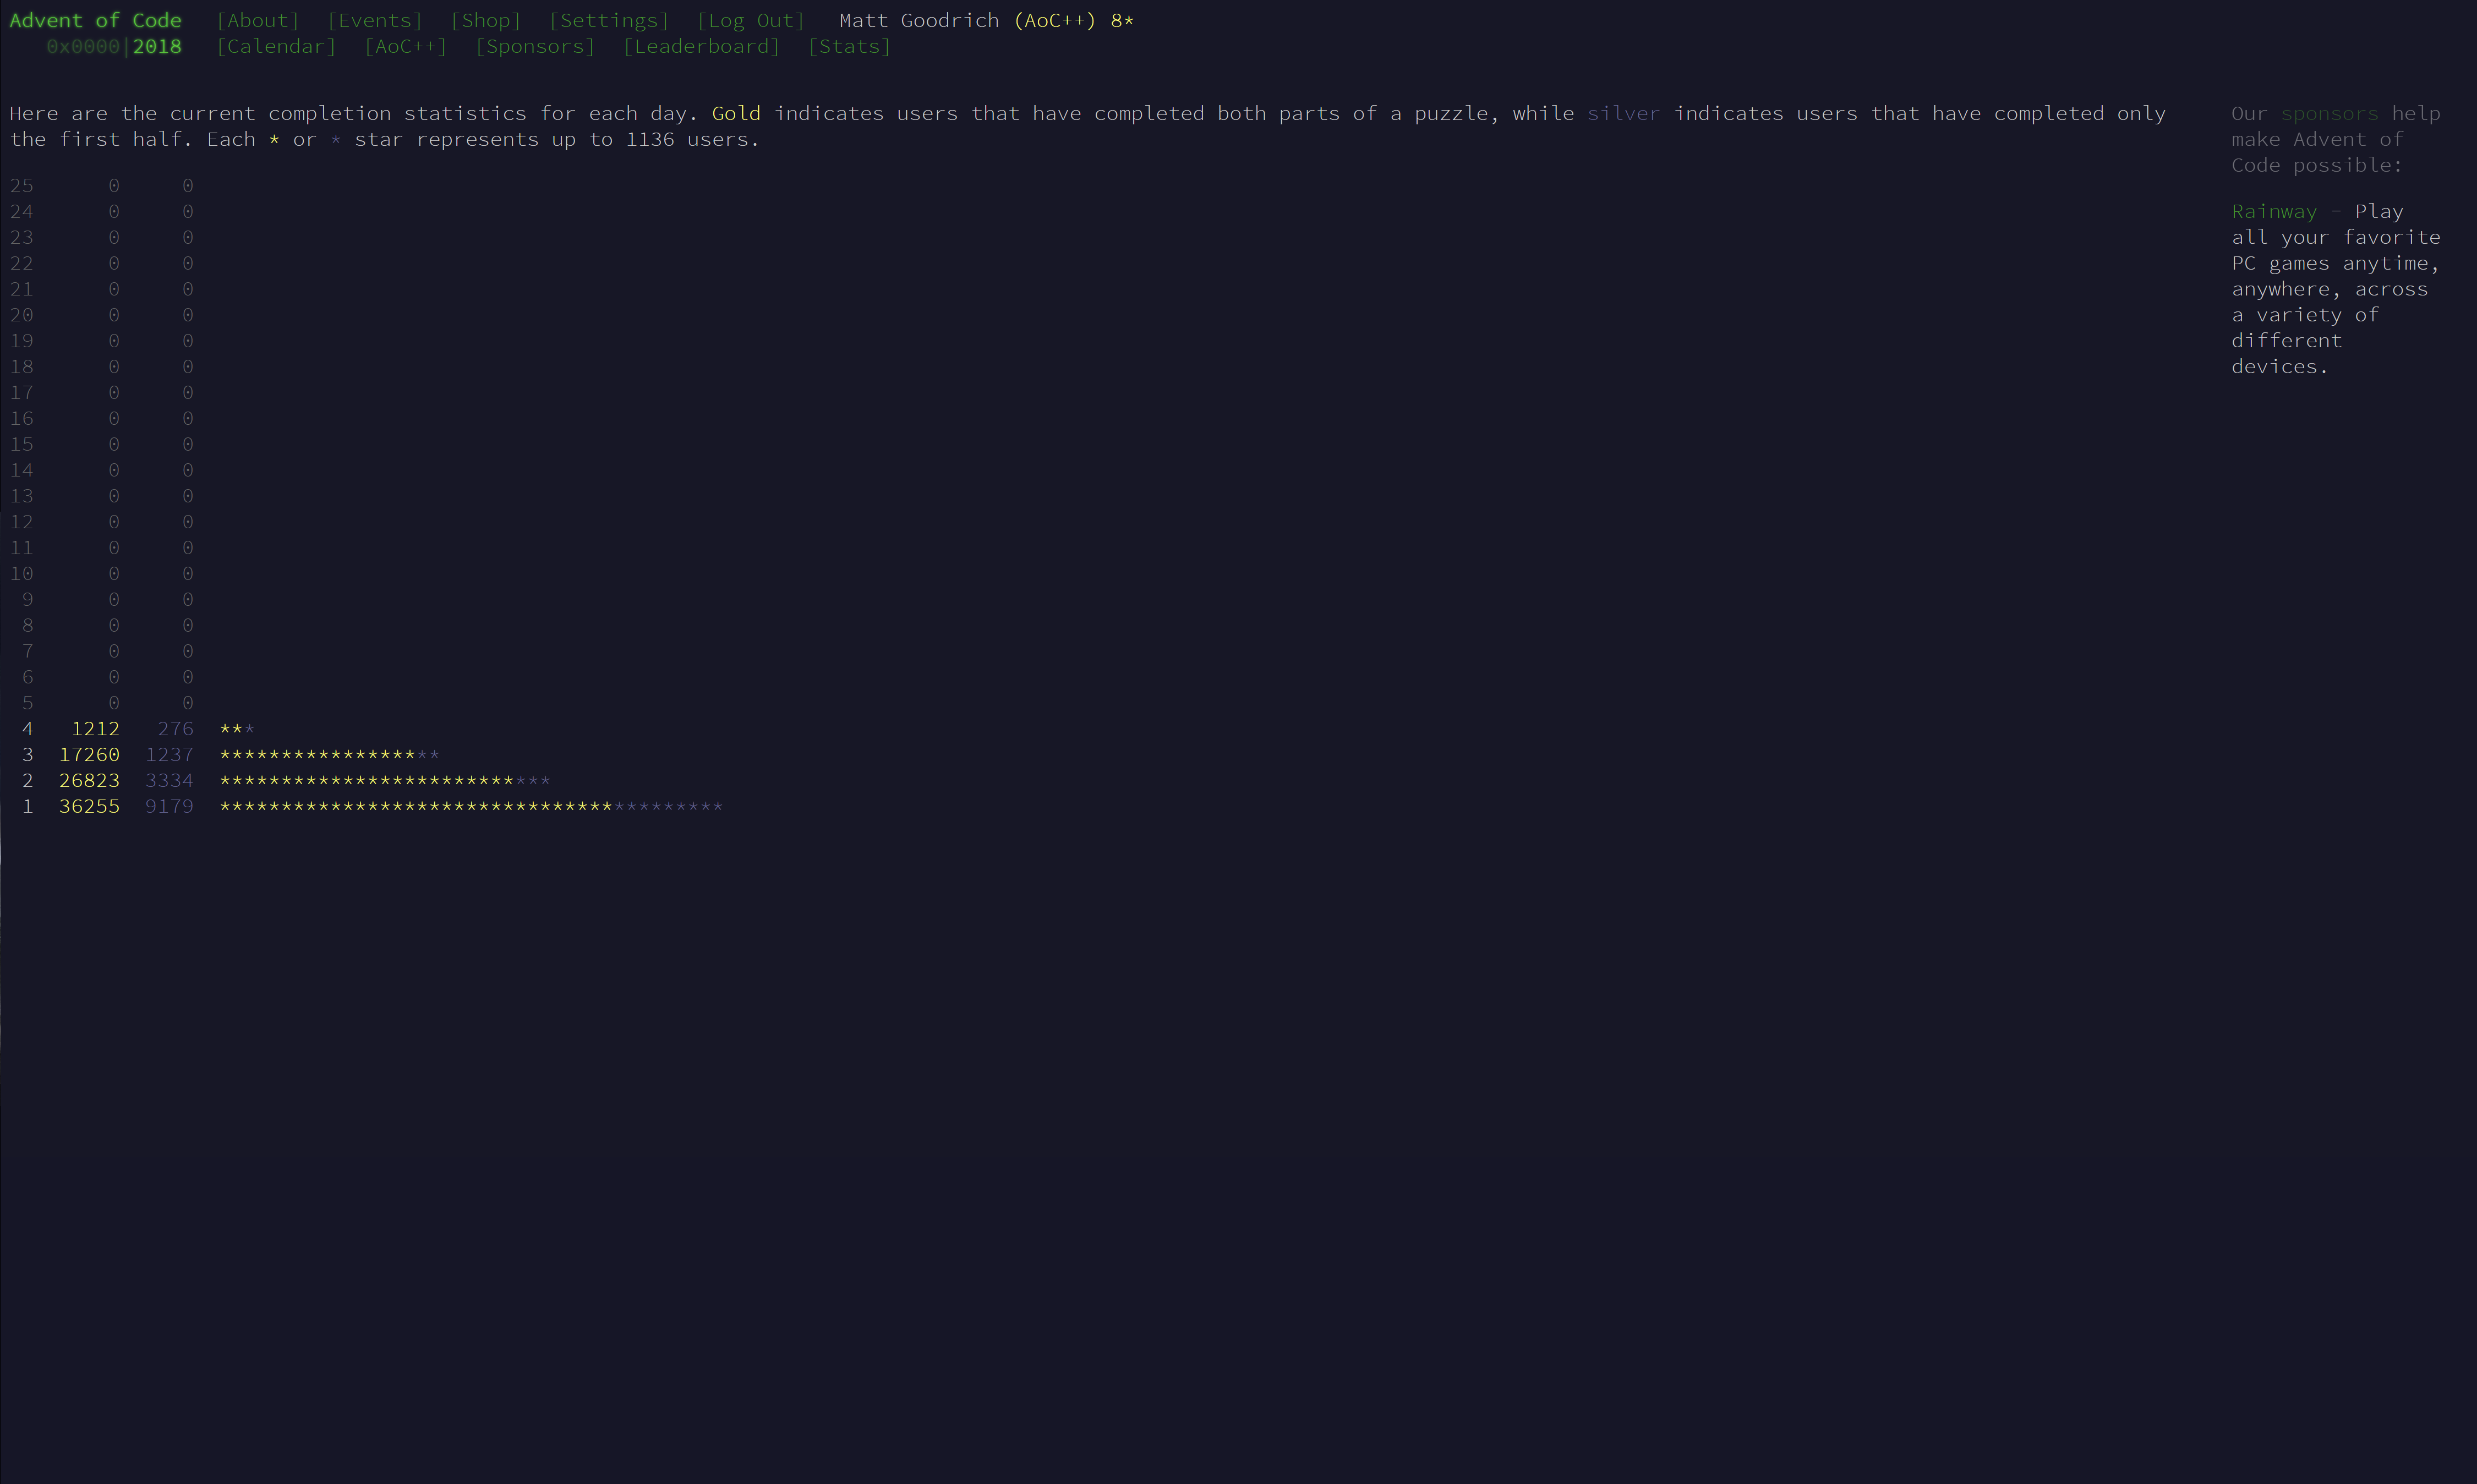 Advent of Code [About] [Events] [Shop] [Settings] [Log Out] Matt Goodrich (AoC++) 8*
0x0000|2018 [Calendar] [AoC++] [Sponsors] [Leaderboard] [Stats]
Here are the current completion statistics for each day. Gold indicates users that have completed both parts of a puzzle, while silver indicates users that have completed only
the first half. Each * or * star represents up to 1136 users.
25 0 0
24 0 0
23 0 0
22 0 0
21 0 0
20 0 0
19 0 0
18 0 0
17 0 0
16 0 0
15 0 0
14 0 0
13 0 0
12 0 0
11 0 0
10 0 0
9 0 0
8 0 0
7 0 0
6 0 0
5 0 0
4 1212 276 ***
3 17260 1237 ******************
2 26823 3334 ***************************
1 36255 9179 *****************************************
Our sponsors help
make Advent of
Code possible:
Rainway - Play
all your favorite
PC games anytime,
anywhere, across
a variety of
different
devices.